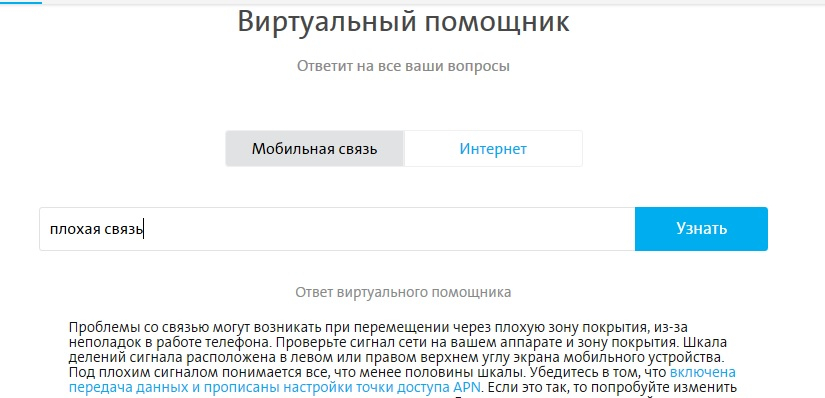 Виртуальный помощник
Ответит на все ваши вопросы
Мобильная связь Интернет
плохая связь Узнать
Ответ виртуального помощника
Проблемы со связью могут возникать при перемещении через плохую зону покрытия, из-за
неполадок в работе телефона. Проверьте сигнал сети на вашем аппарате и зону покрытия. Шкала
делений сигнала расположена в левом или правом верхнем углу экрана мобильного устройства.
Под плохим сигналом понимается все, что менее половины шкалы. Убедитесь в том, что включена
передача данных и прописаны настройки точки доступа APN. Если это так, то попробуйте изменить